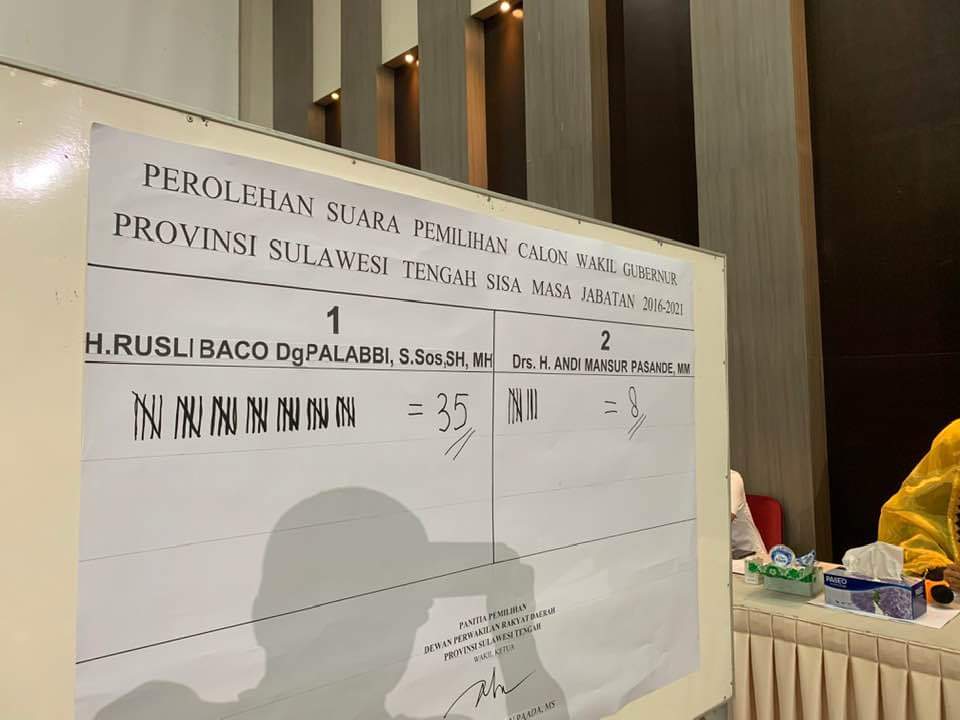 PEROLEHAN SUARA PEMILIHAN CALON WAKIL GUBERNUR
PROVINSI SULAWESI TENGAH SISA MASA JABATAN 2016-2021
1
H.RUSLI BACO DgPALABBI, S.Sos,SH, MH
= 35
2
Drs. H. ANDI MANSUR PASANDE, MM
= 8
PANITIA PEMILIHAN
DEWAN PERWAKILAN RAKYAT DAERAH
PROVINSI SULAWESI TENGAH
WAKIL KETUA
PAADA, MS
PASEO